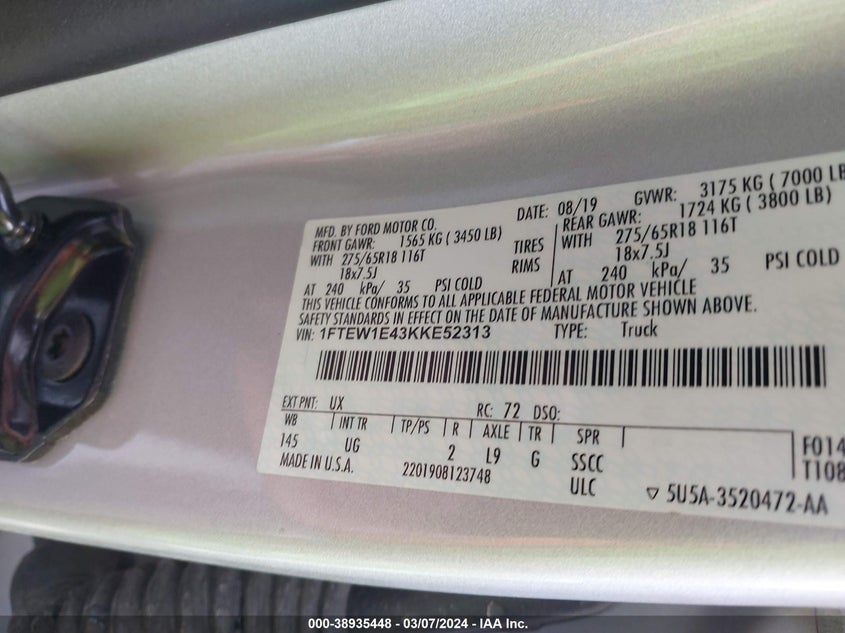 MFD. BY FORD MOTOR CO.
DATE: 08/19 GVWR: 3175 KG ( 7000 LB
FRONT GAWR: 1565 KG ( 3450 LB) REAR GAWR: 1724 KG ( 3800 LB)
WITH 275/65R18 116T TIRES WITH 275/65R18 116T
18x7.5J RIMS 18x7.5J
AT 240 kPa/ 35 PSI COLD AT 240 kPa/ 35 PSI COLD
THIS VEHICLE CONFORMS TO ALL APPLICABLE FEDERAL MOTOR VEHICLE
SAFETY STANDARDS IN EFFECT ON THE DATE OF MANUFACTURE SHOWN ABOVE.
VIN: 1FTEW1E43KKE52313 TYPE: Truck
EXT PNT: UX RC: 72 DSO:
WB INT TR TP/PS R AXLE TR SPR
145 UG 2 L9 G SSCC
F014
MADE IN U.S.A. 2201908123748 ULC
T108
▽ 5U5A-3520472-AA
000-38935448 - 03/07/2024 - IAA Inc.